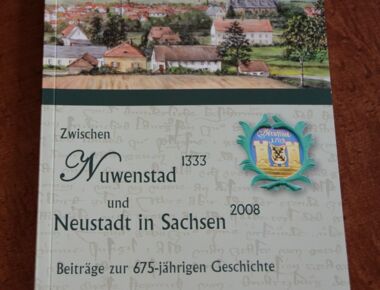 Zwischen
Nuwenstad 1333
und
Neustadt in Sachsen 2008
Beiträge zur 675-jährigen Geschichte